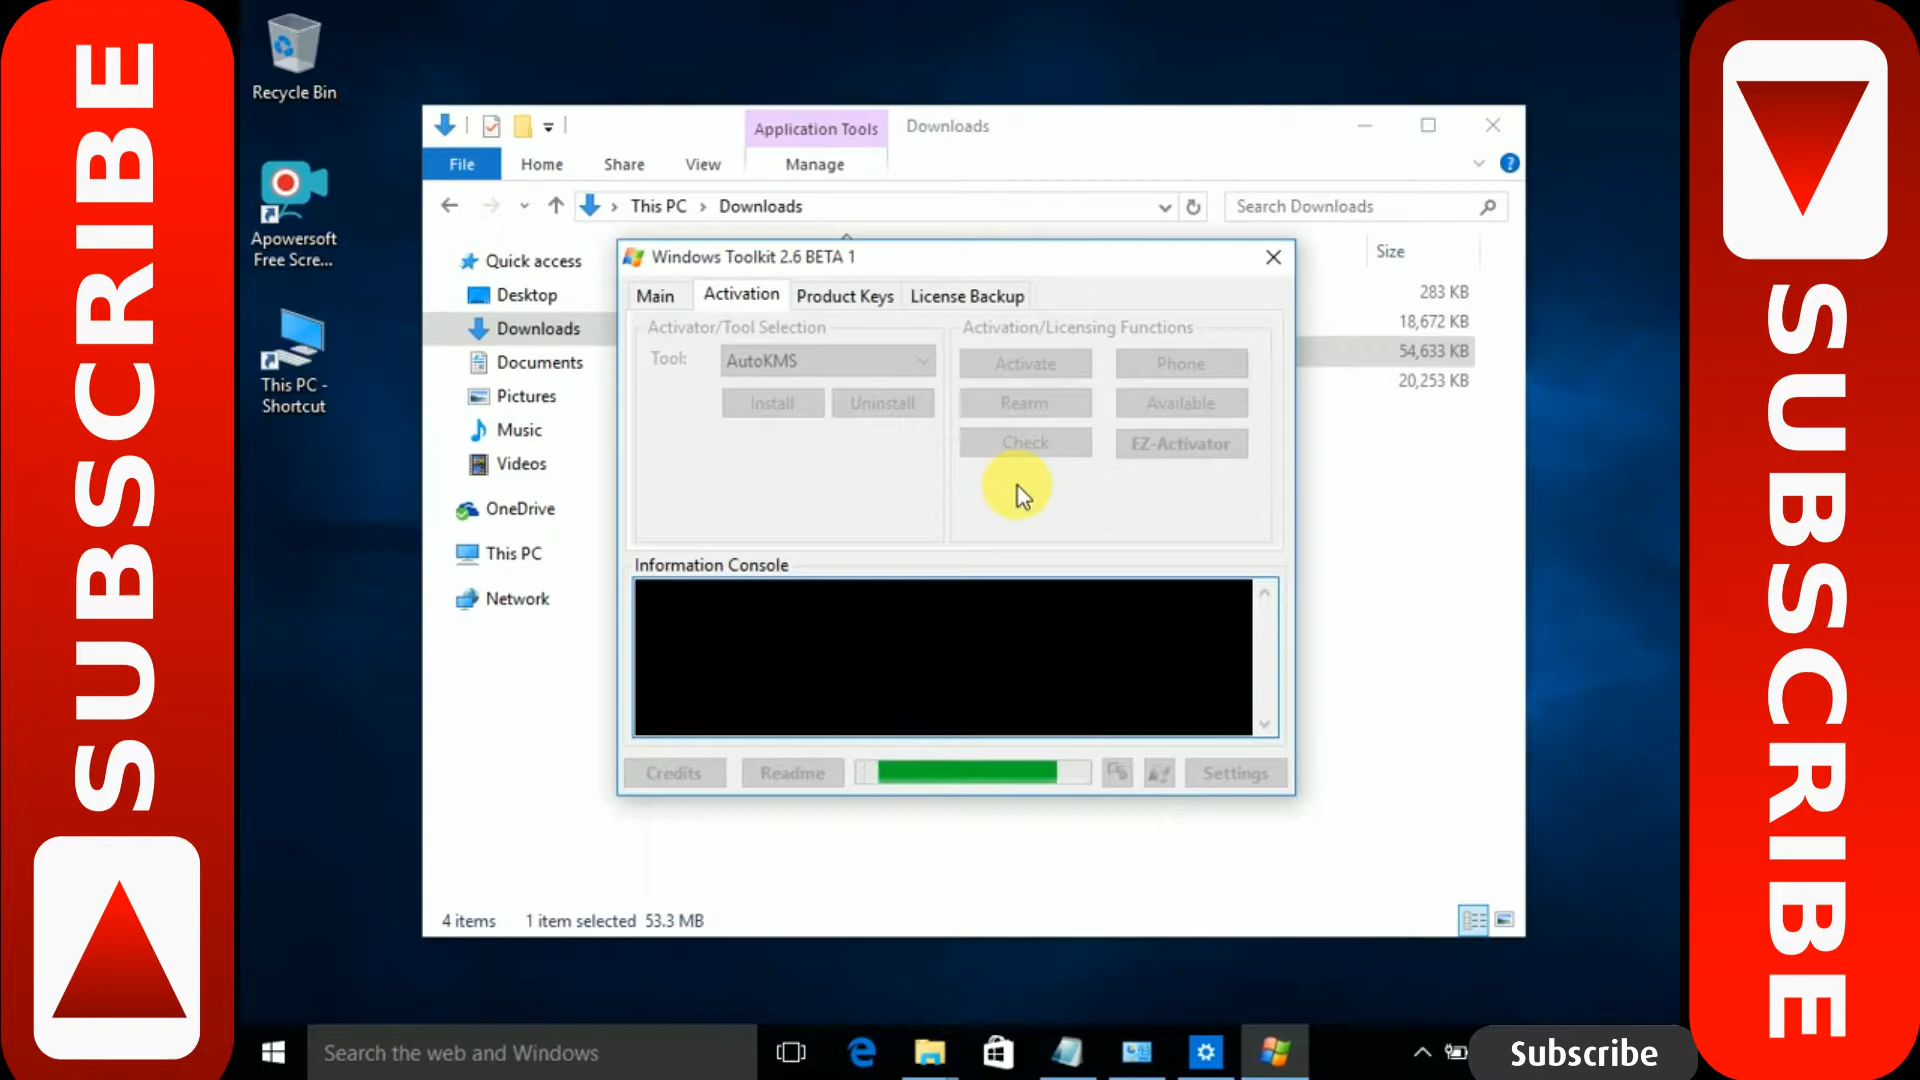 SUBSCRIBE
Recycle Bin
Apowersoft
Free Scre...
This PC -
Shortcut
Application Tools
Downloads
File
Home
Share
View
Manage
This PC
Downloads
Search Downloads
Size
Quick access
Desktop
Downloads
Documents
Pictures
Music
Videos
OneDrive
This PC
Network
283 KB
18,672 KB
54,633 KB
20,253 KB
Windows Toolkit 2.6 BETA 1
Main
Activation
Product Keys
License Backup
Activator/Tool Selection
Tool:
AutoKMS
Install
Uninstall
Activation/Licensing Functions
Activate
Phone
Rearm
Available
Check
EZ-Activator
Information Console
Credits
Readme
Settings
4 items
1 item selected 53.3 MB
Search the web and Windows
Subscribe
SUBSCRIBE